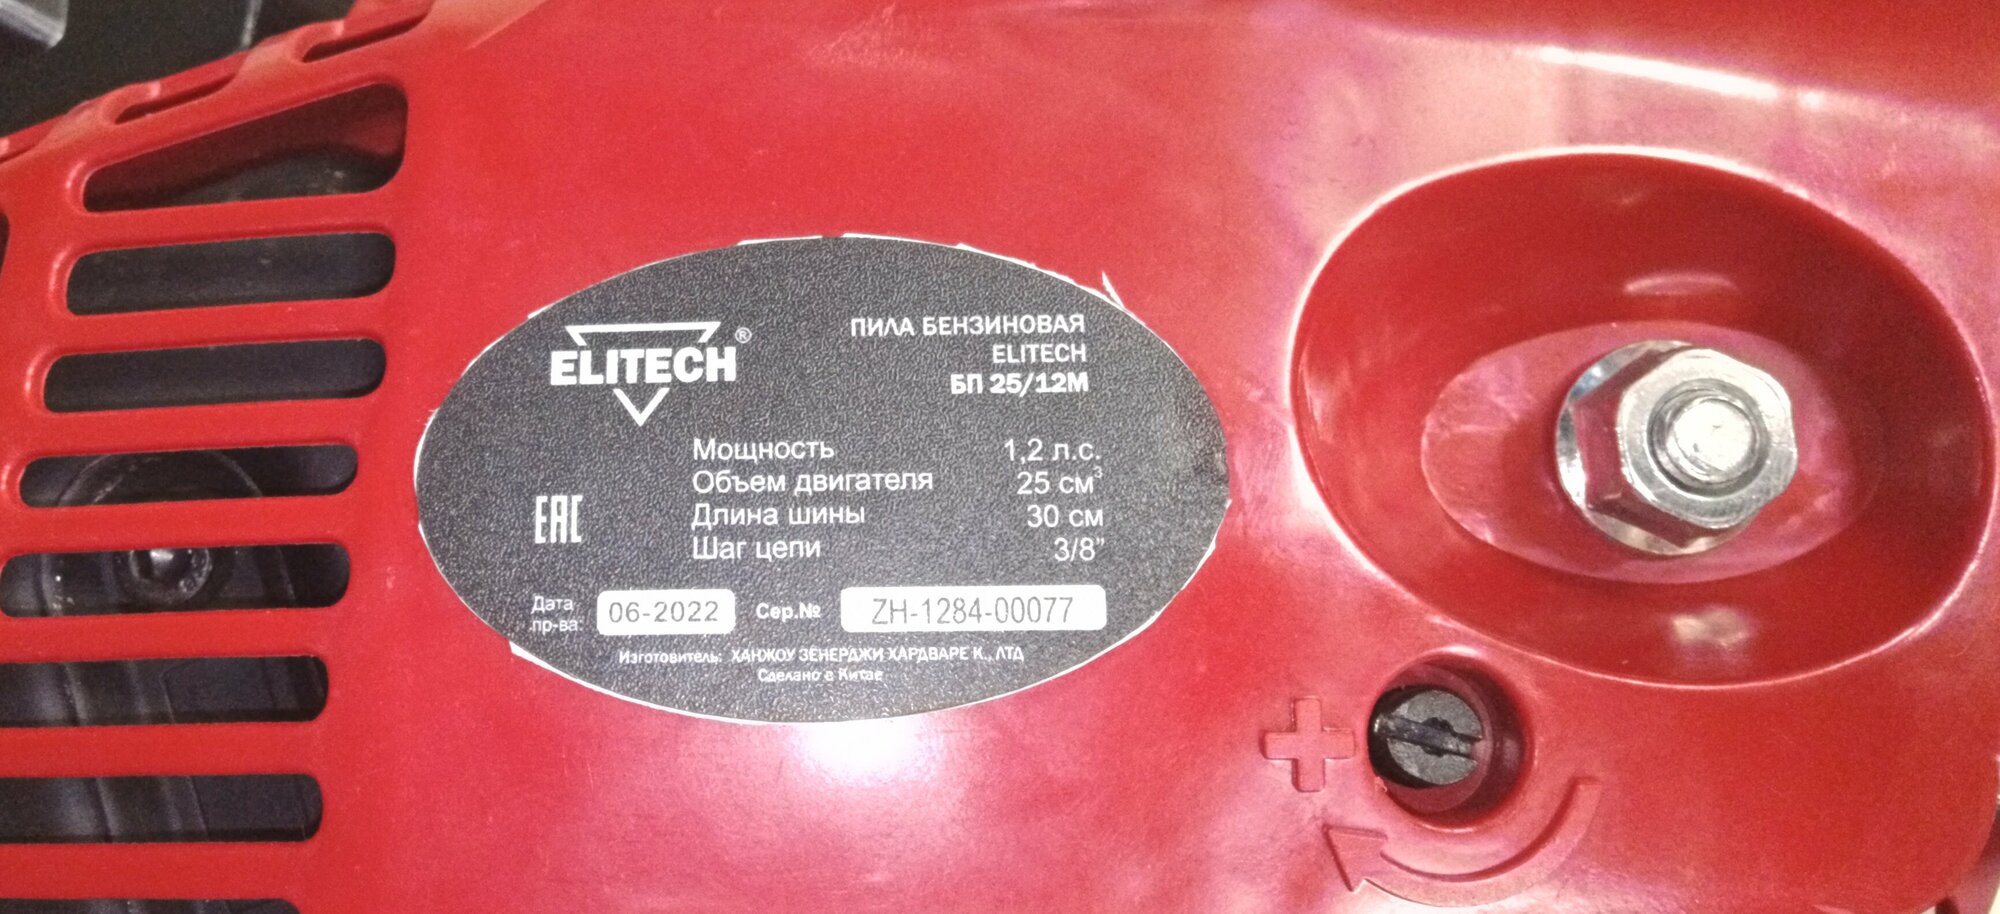 ELITECH®
ПИЛА БЕНЗИНОВАЯ
ELITECH
БП 25/12М
Мощность 1,2 л.с.
Объем двигателя 25 см³
Длина шины 30 см
Шаг цепи 3/8”
EAC
Дата пр-ва: 06-2022 Сер.№ ZH-1284-00077
Изготовитель: ХАНЖОУ ЗЕНЕРДЖИ ХАРДВАРЕ К., ЛТД
Сделано в Китае
+